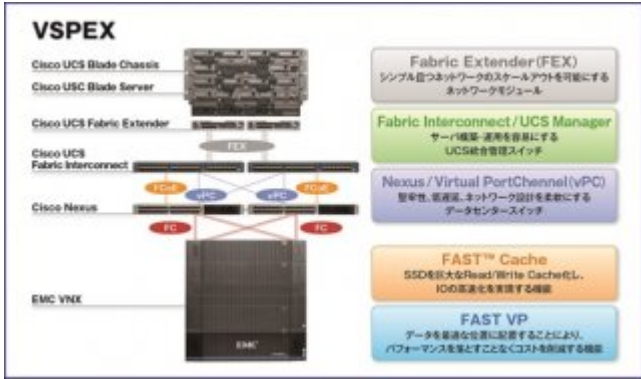 VSPEX
Cisco UCS Blade Chassis
Cisco USC Blade Server
Cisco UCS Fabric Extender
FEX
Cisco UCS
Fabric Interconnect
FCoE
vPC
vPC
FCoE
Cisco Nexus
FC
FC
EMC VNX
EMC²
Fabric Extender(FEX)
シンプル且つネットワークのスケールアウトを可能にする
ネットワークモジュール
Fabric Interconnect/UCS Manager
サーバ構築・運用を容易にする
UCS統合管理スイッチ
Nexus/Virtual PortChannel(vPC)
堅牢性、低遅延、ネットワーク設計を柔軟にする
データセンタースイッチ
FAST™ Cache
SSDを巨大なRead/Write Cache化し、
IOの高速化を実現する機能
FAST VP
データを最適な位置に配置することにより、
パフォーマンスを落とすことなくコストを削減する機能